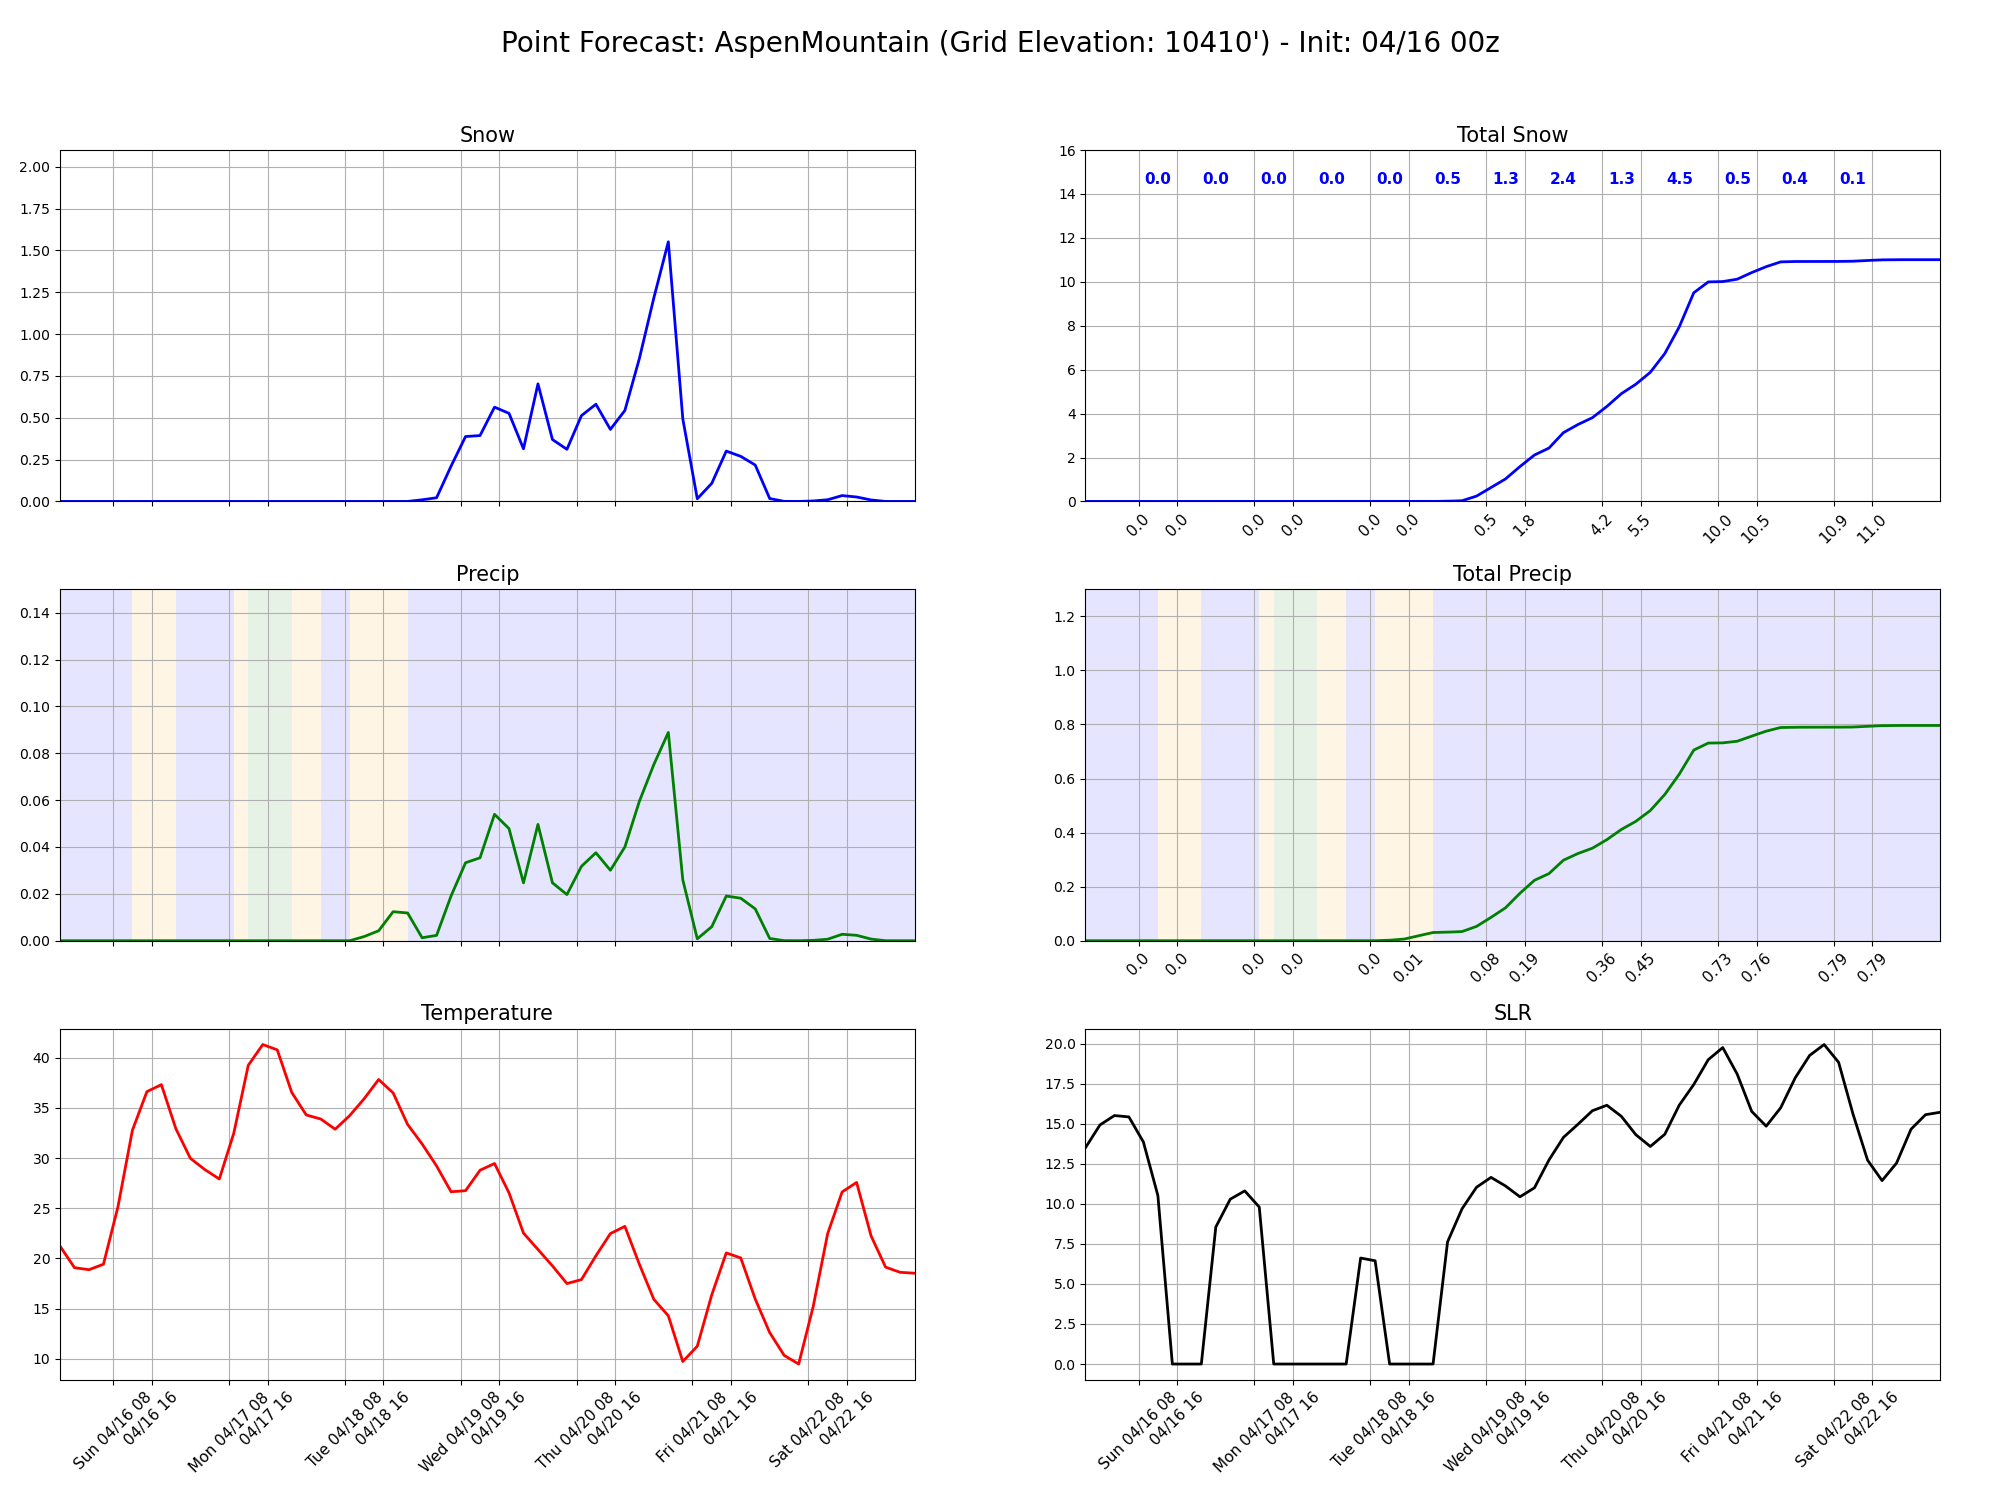 Point Forecast: AspenMountain (Grid Elevation: 10410') - Init: 04/16 00z
Snow
2.00
1.75
1.50
1.25
1.00
0.75
0.50
0.25
0.00
Total Snow
16
14
12
10
8
6
4
2
0
0.0 0.0 0.0 0.0 0.0 0.5 1.3 2.4 1.3 4.5 0.5 0.4 0.1
0.0 0.0 0.0 0.0 0.0 0.0 0.5 1.8 4.2 5.5 10.0 10.5 10.9 11.0
Precip
0.14
0.12
0.10
0.08
0.06
0.04
0.02
0.00
Total Precip
1.2
1.0
0.8
0.6
0.4
0.2
0.0
0.0 0.0 0.0 0.0 0.0 0.01 0.08 0.19 0.36 0.45 0.73 0.76 0.79 0.79
Temperature
40
35
30
25
20
15
10
Sun 04/16 08
04/16 16
Mon 04/17 08
04/17 16
Tue 04/18 08
04/18 16
Wed 04/19 08
04/19 16
Thu 04/20 08
04/20 16
Fri 04/21 08
04/21 16
Sat 04/22 08
04/22 16
SLR
20.0
17.5
15.0
12.5
10.0
7.5
5.0
2.5
0.0
Sun 04/16 08
04/16 16
Mon 04/17 08
04/17 16
Tue 04/18 08
04/18 16
Wed 04/19 08
04/19 16
Thu 04/20 08
04/20 16
Fri 04/21 08
04/21 16
Sat 04/22 08
04/22 16